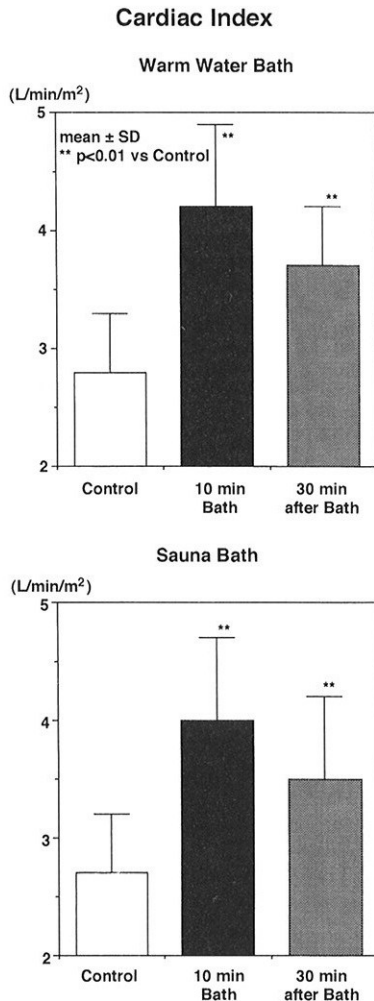 Cardiac Index
Warm Water Bath
(L/min/m²)
5
mean ± SD
** p<0.01 vs Control
**
**
4
3
2
Control
10 min
Bath
30 min
after Bath
Sauna Bath
(L/min/m²)
5
**
**
4
3
2
Control
10 min
Bath
30 min
after Bath